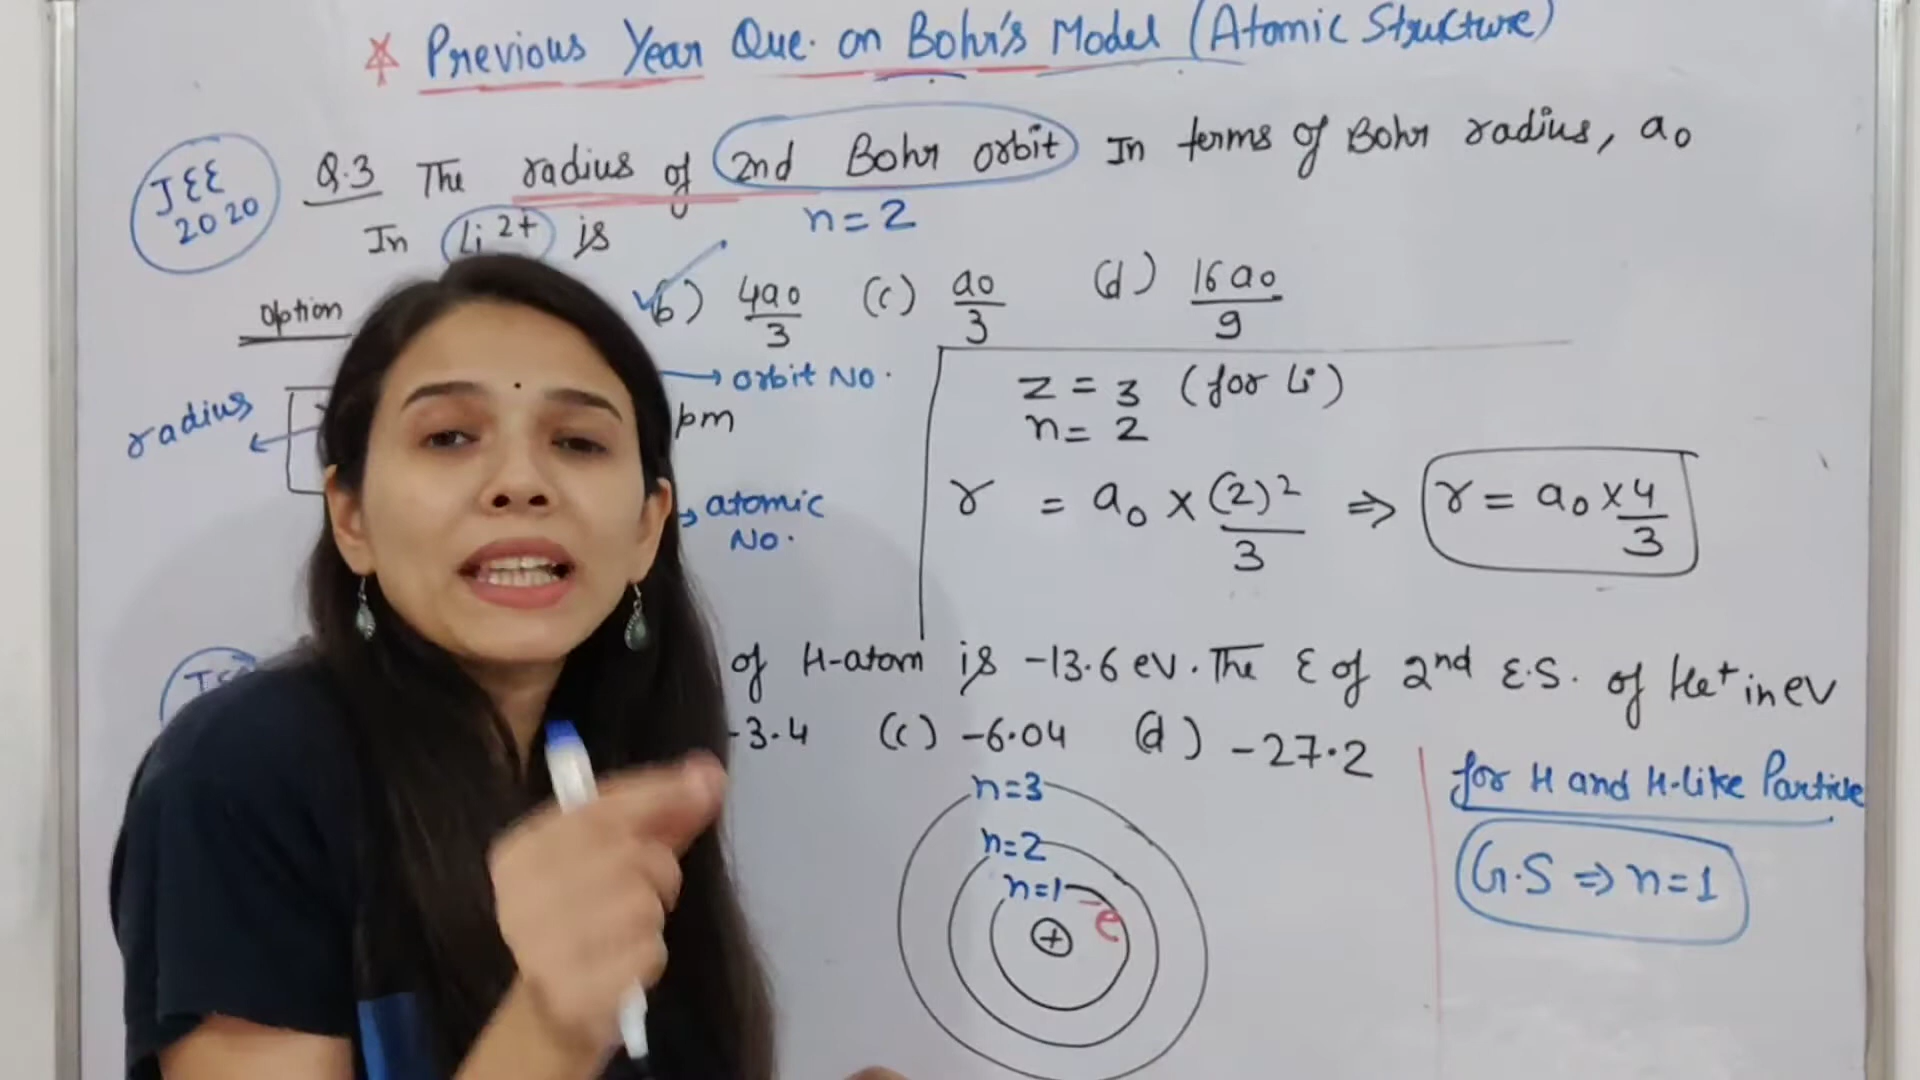 * Previous Year Que. on Bohr's Model (Atomic Structure)
JEE
2020
Q.3 The radius of 2nd Bohr orbit In terms of Bohr radius, a0
In Li2+ is
n=2
Option
b) 4a0/3 (c) a0/3 (d) 16a0/9
radius
→ orbit No.
pm
→ atomic
No.
z = 3 (for Li)
n= 2
r = a0 × (2)²/3 ⇒ r = a0 × 4/3
of H-atom is -13.6 ev. The E of 2nd E.S. of He+ in ev
-3.4 (c) -6.04 (d) -27.2
n=3
n=2
n=1
-e
+
for H and H-like Particle
G.S ⇒ n=1